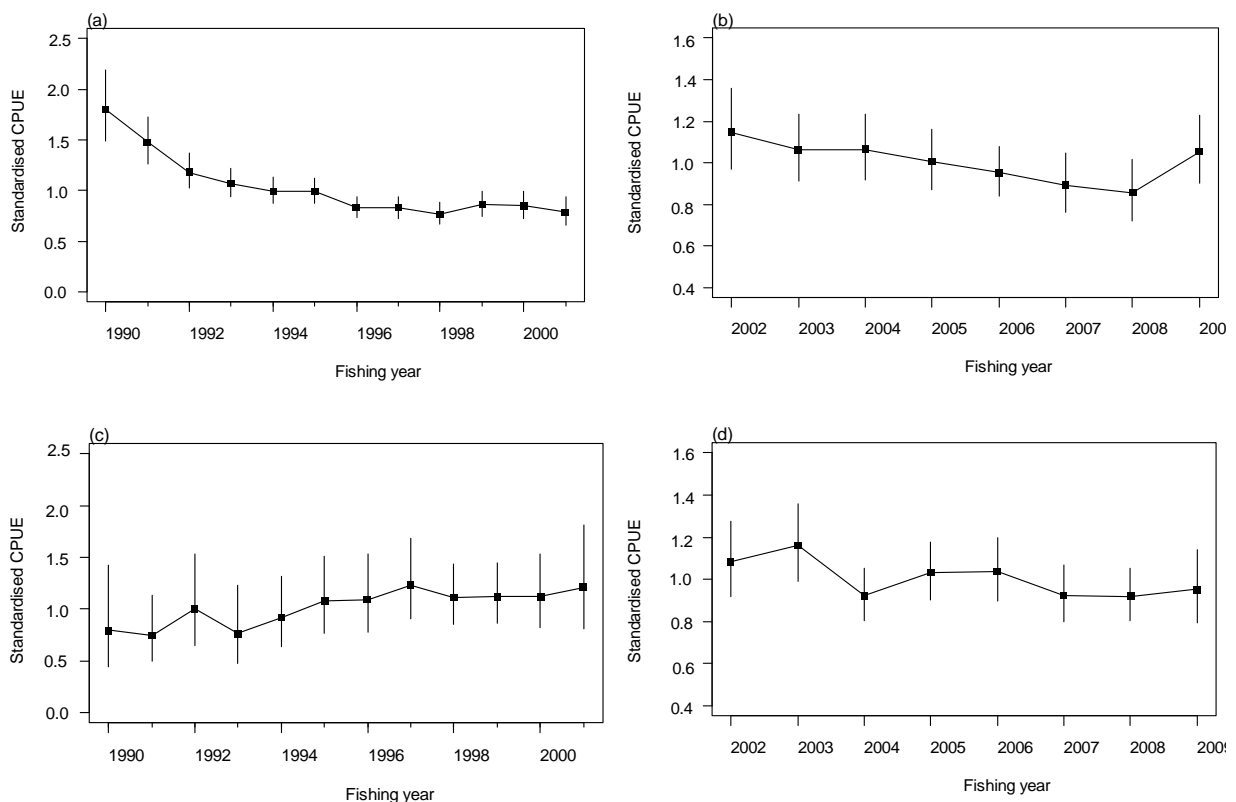 (a)
Standardised CPUE
2.5
2.0
1.5
1.0
0.5
0.0
1990 1992 1994 1996 1998 2000
Fishing year
(b)
Standardised CPUE
1.6
1.4
1.2
1.0
0.8
0.6
0.4
2002 2003 2004 2005 2006 2007 2008 200
Fishing year
(c)
Standardised CPUE
2.5
2.0
1.5
1.0
0.5
0.0
1990 1992 1994 1996 1998 2000
Fishing year
(d)
Standardised CPUE
1.6
1.4
1.2
1.0
0.8
0.6
0.4
2002 2003 2004 2005 2006 2007 2008 2009
Fishing year